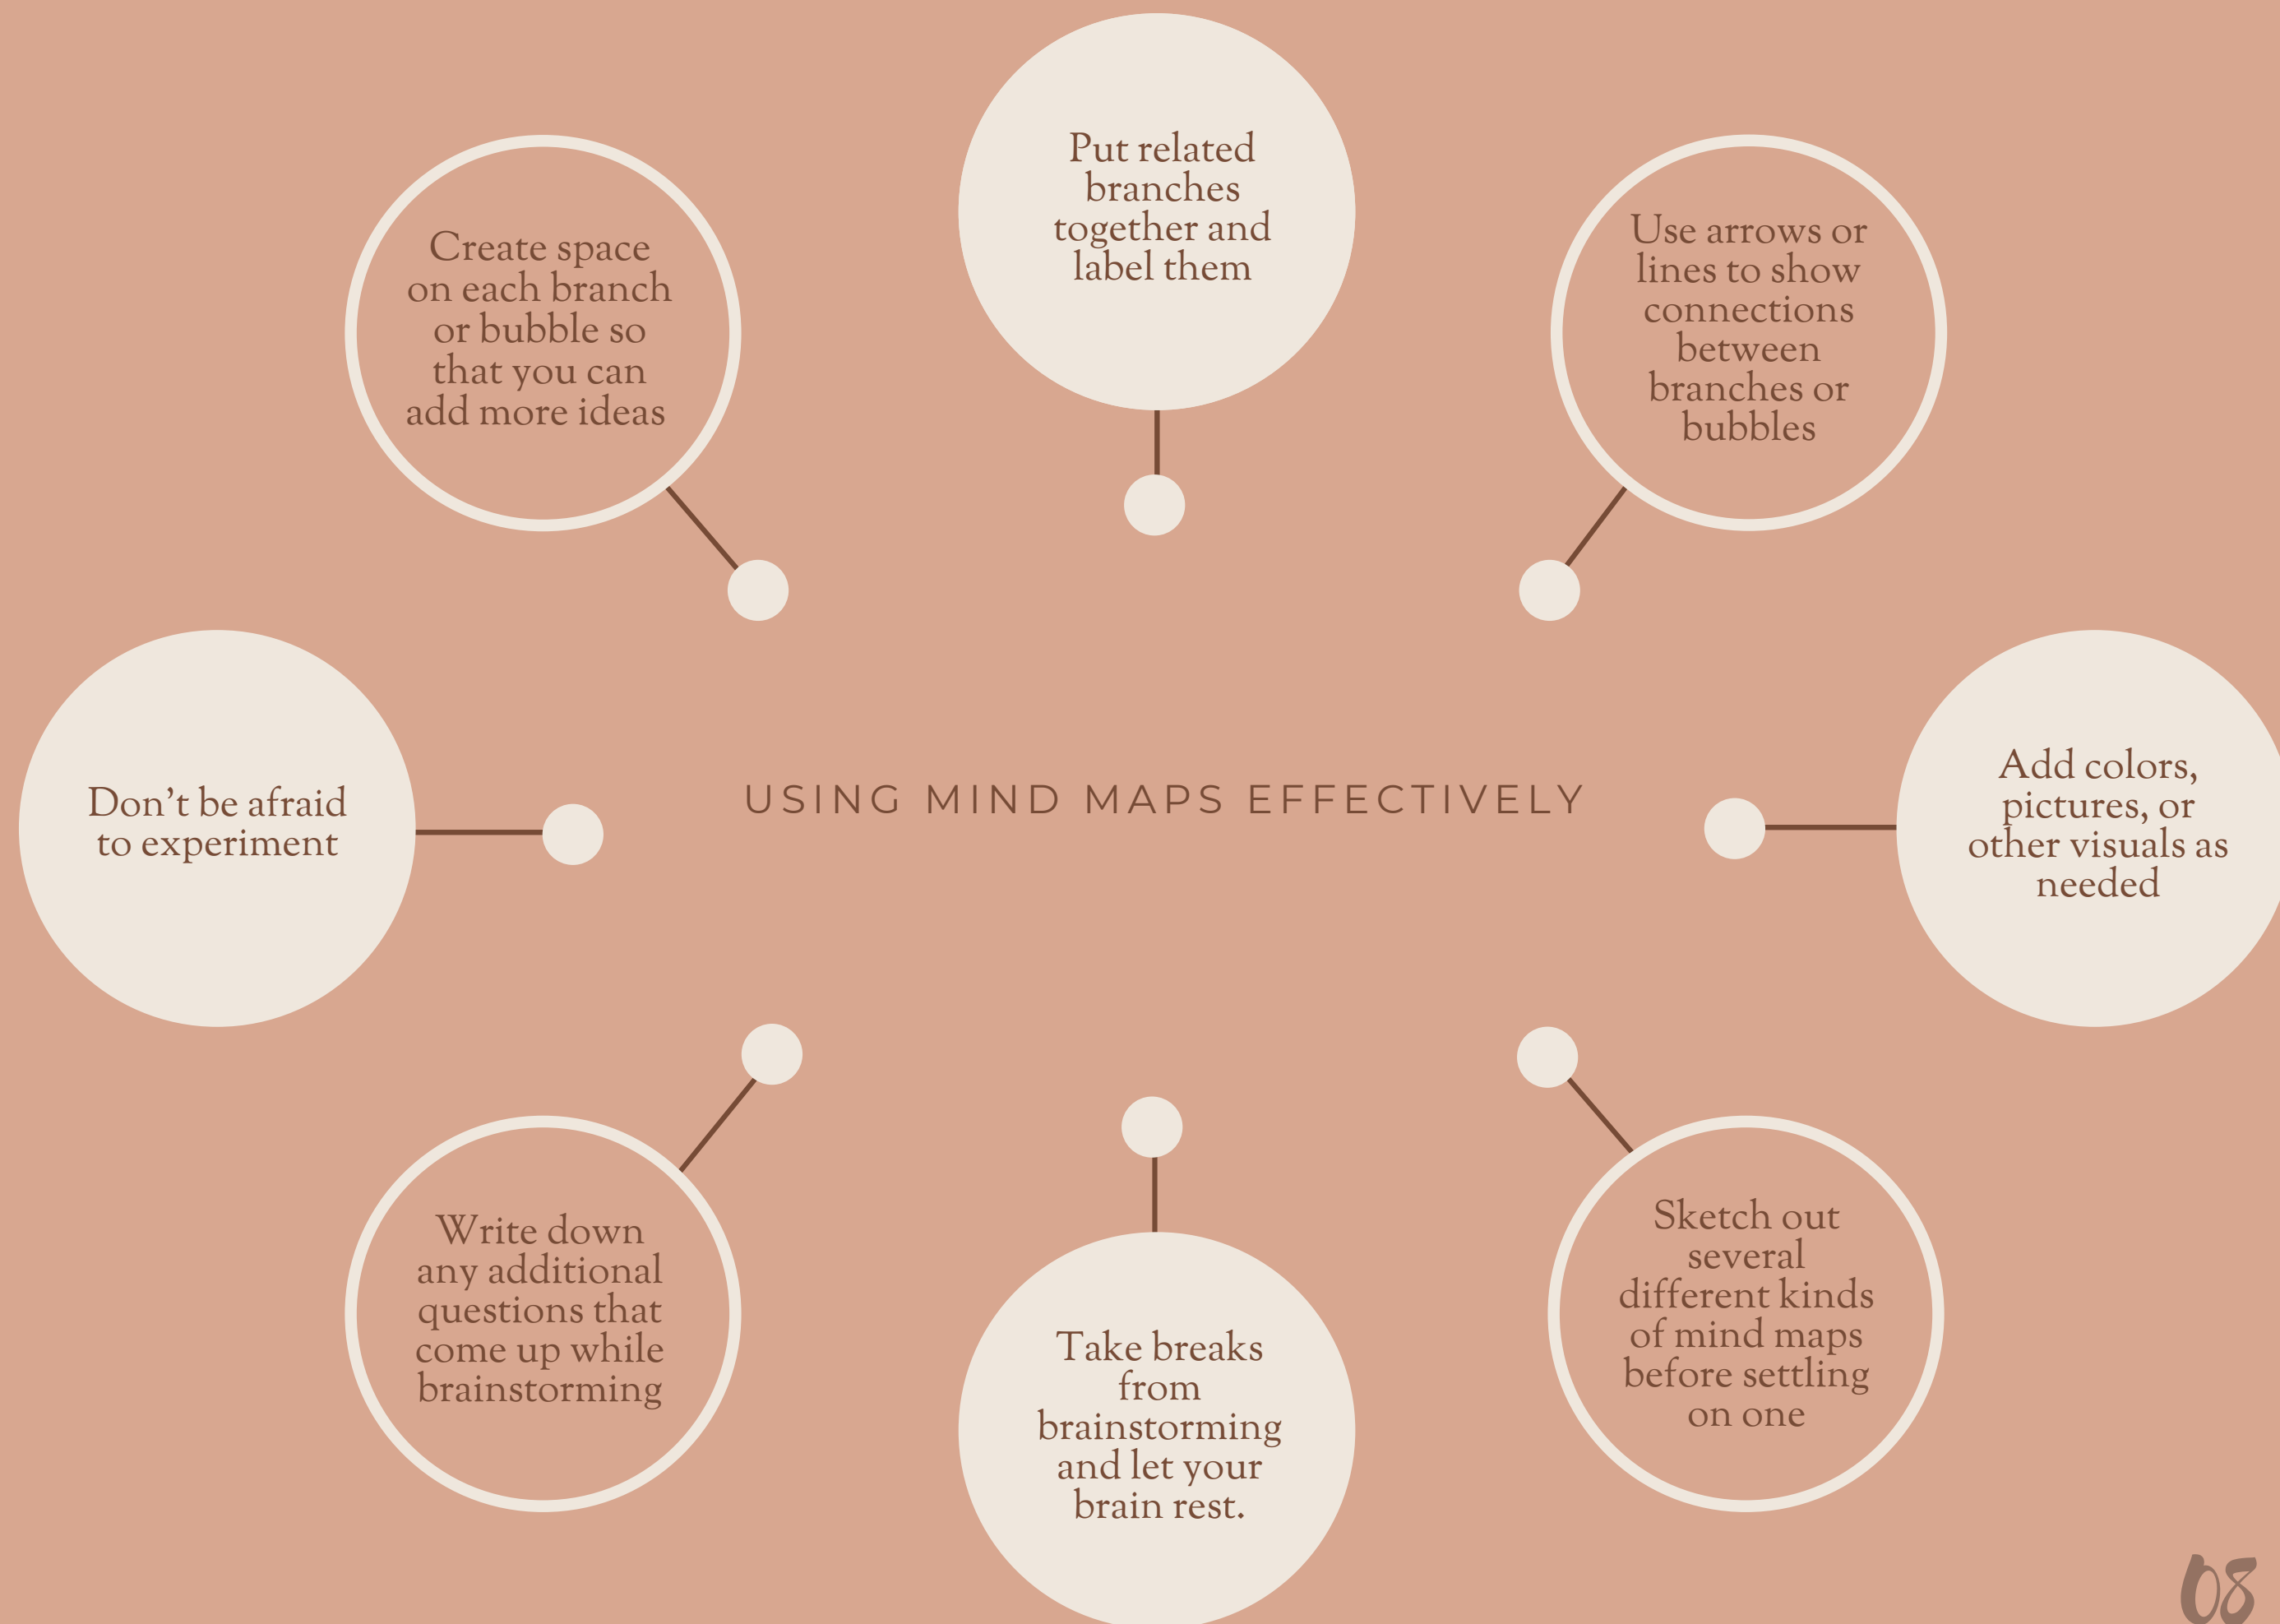 Put related
branches
together and
label them
Create space
on each branch
or bubble so
that you can
add more ideas
Use arrows or
lines to show
connections
between
branches or
bubbles
Don’t be afraid
to experiment
USING MIND MAPS EFFECTIVELY
Add colors,
pictures, or
other visuals as
needed
Write down
any additional
questions that
come up while
brainstorming
Take breaks
from
brainstorming
and let your
brain rest.
Sketch out
several
different kinds
of mind maps
before settling
on one
08